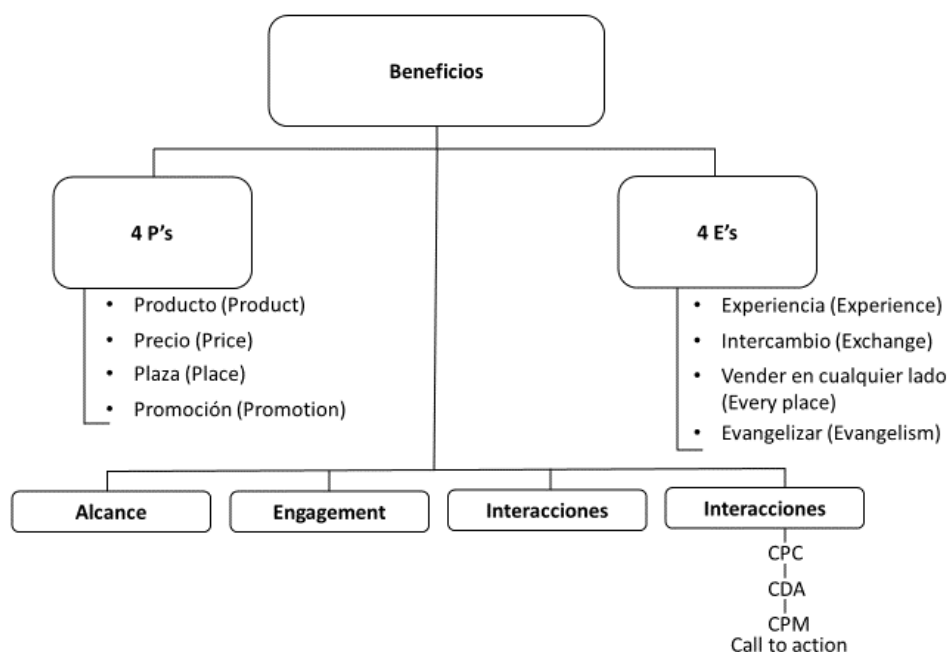 Beneficios
4 P’s
4 E’s
• Producto (Product)
• Precio (Price)
• Plaza (Place)
• Promoción (Promotion)
• Experiencia (Experience)
• Intercambio (Exchange)
• Vender en cualquier lado
(Every place)
• Evangelizar (Evangelism)
Alcance
Engagement
Interacciones
Interacciones
CPC
CDA
CPM
Call to action